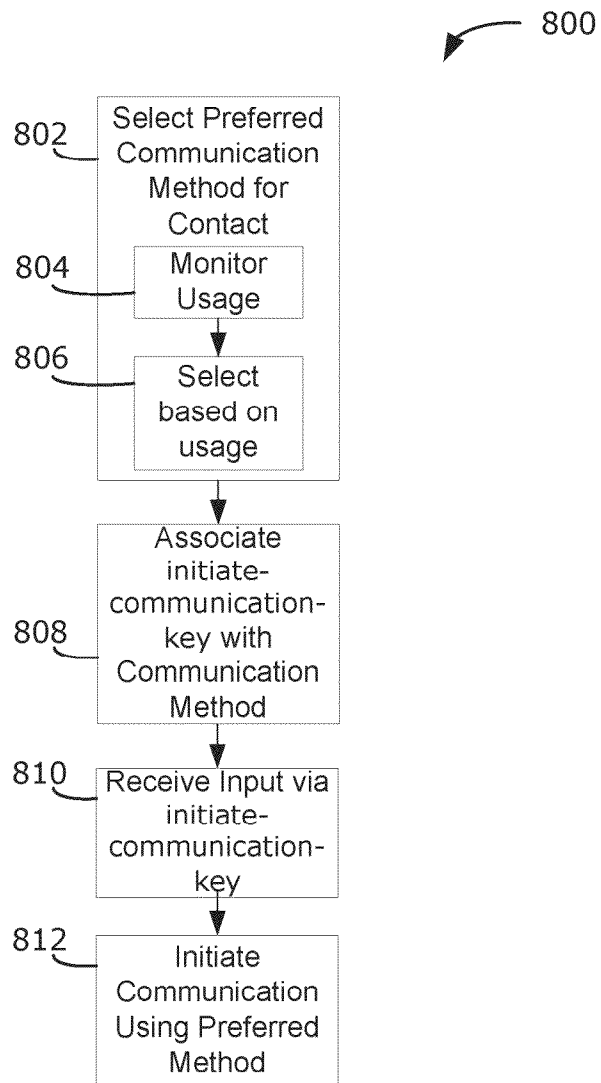 800
802
Select Preferred
Communication
Method for
Contact
804
Monitor
Usage
806
Select
based on
usage
808
Associate
initiate-
communication-
key with
Communication
Method
810
Receive Input via
initiate-
communication-
key
812
Initiate
Communication
Using Preferred
Method